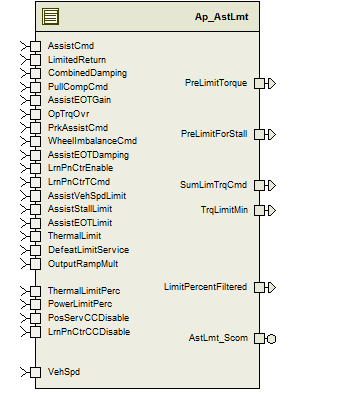 Ap_AstLmt
AssistCmd
LimitedReturn
CombinedDamping
PullCompCmd
AssistEOTGain
OpTrqOvr
PrkAssistCmd
WheelImbalanceCmd
AssistEOTDamping
LrnPnCtrEnable
LrnPnCtrTCmd
AssistVehSpdLimit
AssistStallLimit
AssistEOTLimit
ThermalLimit
DefeatLimitService
OutputRampMult
ThermalLimitPerc
PowerLimitPerc
PosServCCDisable
LrnPnCtrCCDisable
VehSpd
PreLimitTorque
PreLimitForStall
SumLimTrqCmd
TrqLimitMin
LimitPercentFiltered
AstLmt_Scom